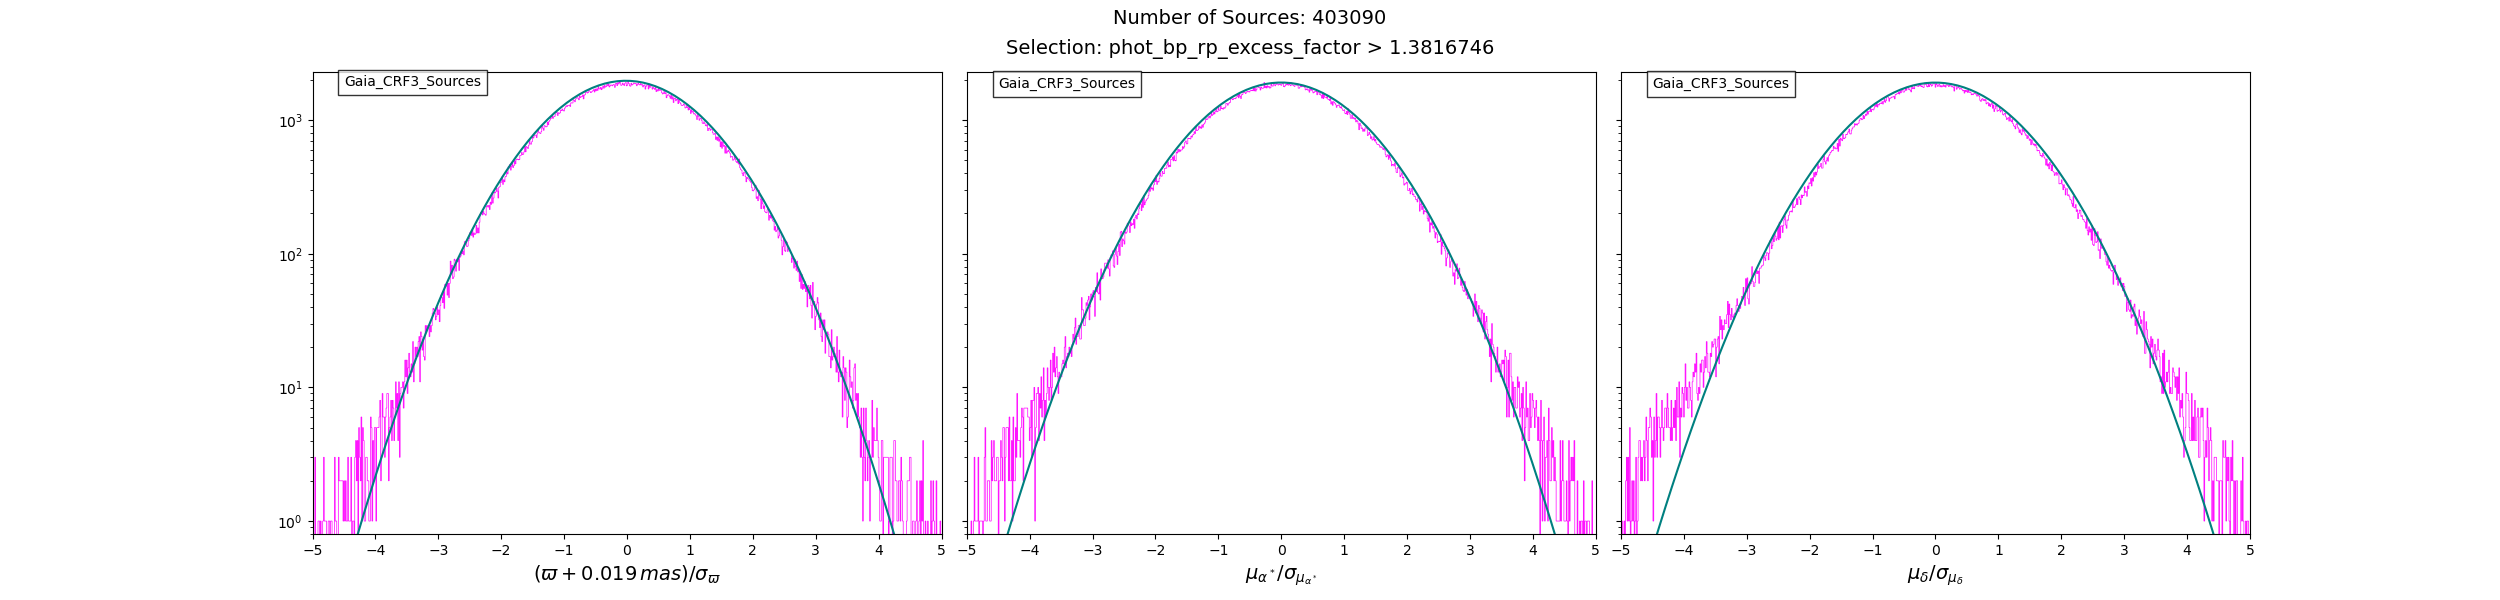 Number of Sources: 403090
Selection: phot_bp_rp_excess_factor > 1.3816746
Gaia_CRF3_Sources
Gaia_CRF3_Sources
Gaia_CRF3_Sources
10³
10²
10¹
10⁰
−5 −4 −3 −2 −1 0 1 2 3 4 5
−5 −4 −3 −2 −1 0 1 2 3 4 5
−5 −4 −3 −2 −1 0 1 2 3 4 5
(ϖ + 0.019 mas)/σ_ϖ
μ_α*/σ_μ_α*
μ_δ/σ_μ_δ